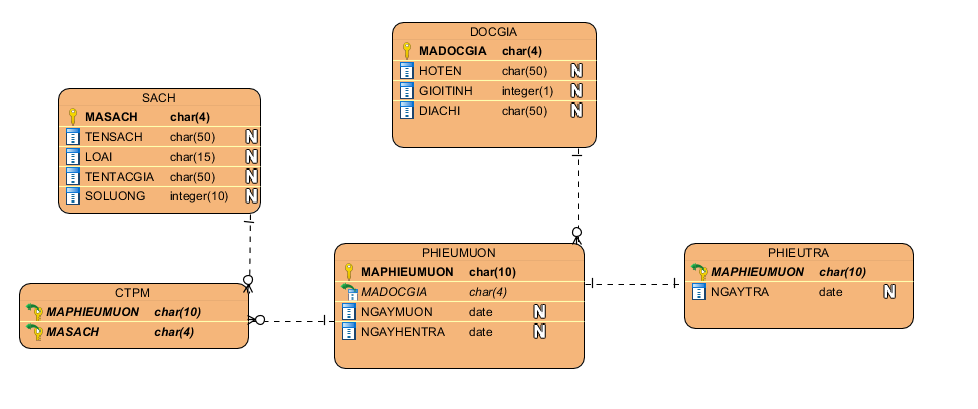 DOCGIA
MADOCGIA char(4)
HOTEN char(50) N
GIOITINH integer(1) N
DIACHI char(50) N
SACH
MASACH char(4)
TENSACH char(50) N
LOAI char(15) N
TENTACGIA char(50) N
SOLUONG integer(10) N
PHIEUMUON
MAPHIEUMUON char(10)
MADOCGIA char(4)
NGAYMUON date N
NGAYHENTRA date N
PHIEUTRA
MAPHIEUMUON char(10)
NGAYTRA date N
CTPM
MAPHIEUMUON char(10)
MASACH char(4)